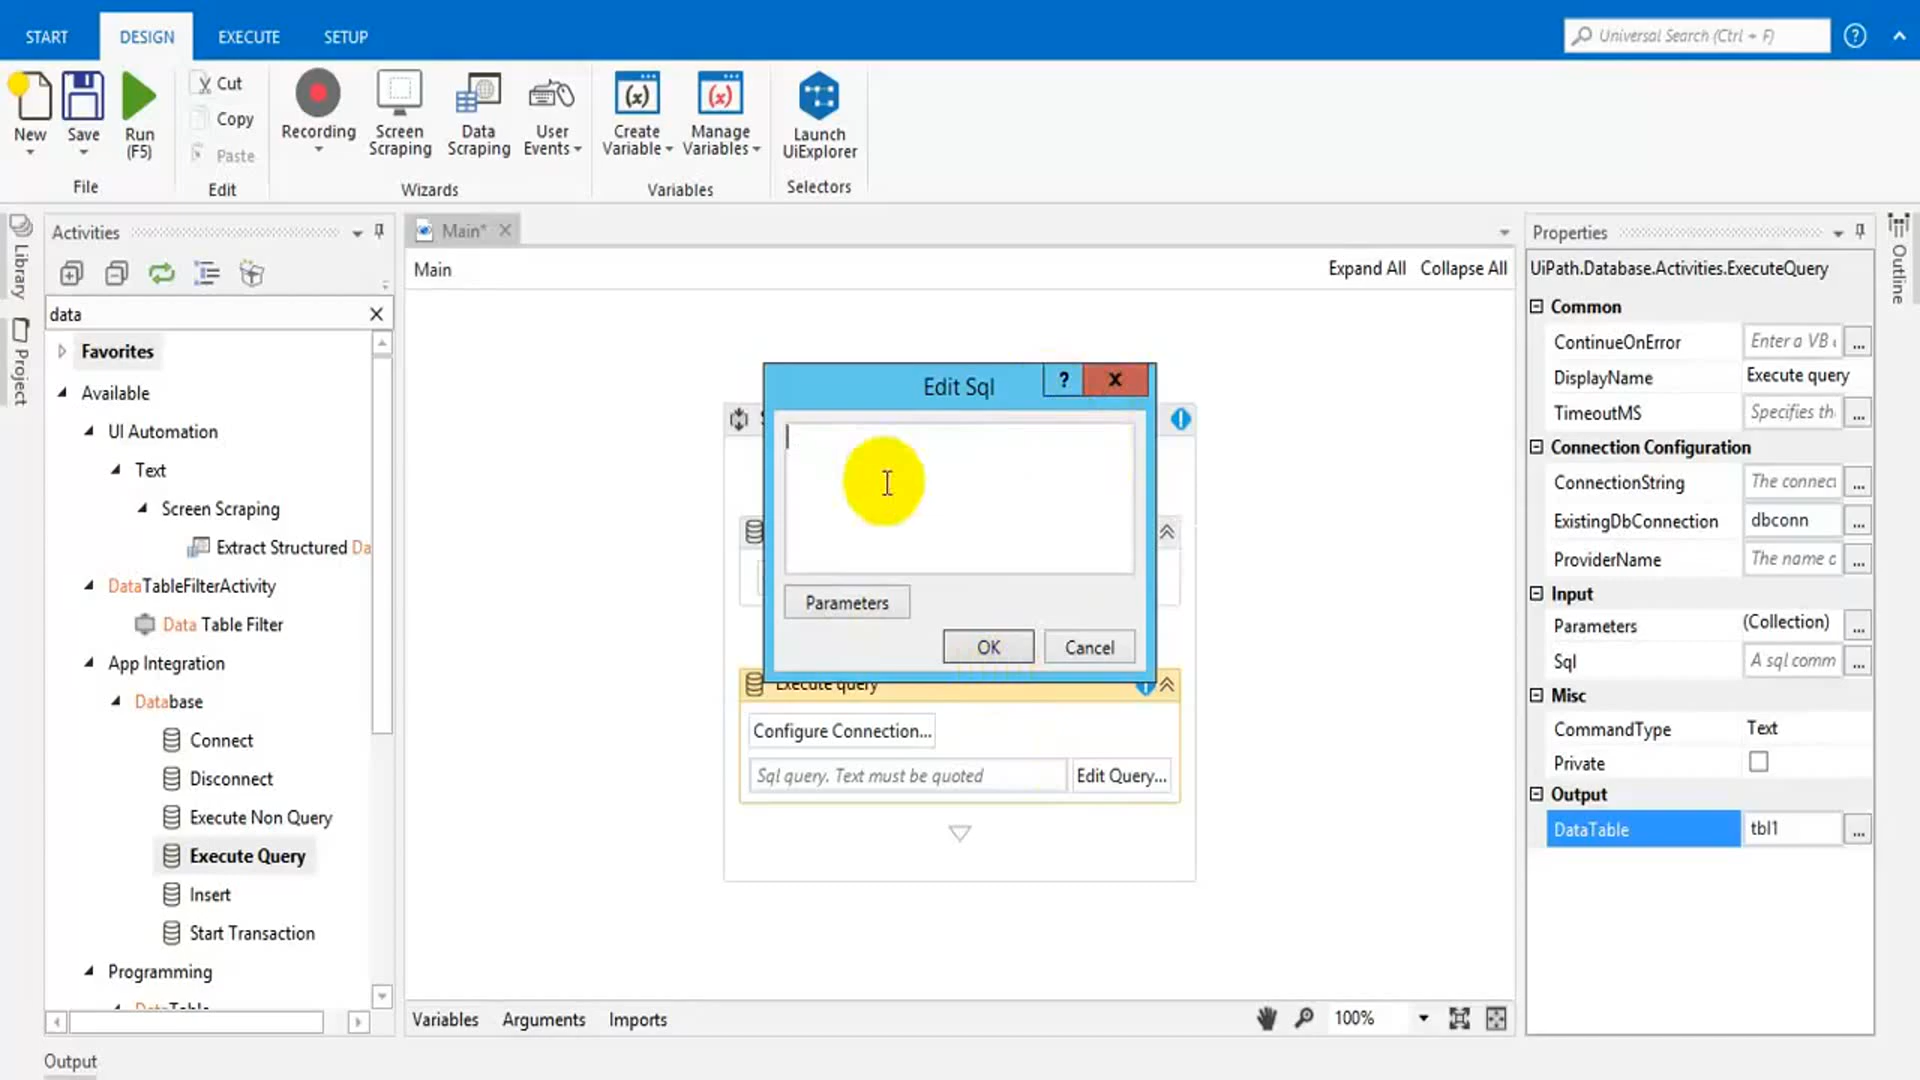 START DESIGN EXECUTE SETUP
Universal Search (Ctrl + F)
New
Save
Run
(F5)
File
Cut
Copy
Paste
Edit
Recording
Screen
Scraping
Data
Scraping
User
Events
Wizards
Create
Variable
Manage
Variables
Variables
Launch
UiExplorer
Selectors
Library
Project
Activities
data
Favorites
Available
UI Automation
Text
Screen Scraping
Extract Structured Da
DataTableFilterActivity
Data Table Filter
App Integration
Database
Connect
Disconnect
Execute Non Query
Execute Query
Insert
Start Transaction
Programming
DataTable
Main*
Main
Expand All Collapse All
Edit Sql
?
X
Parameters
OK
Cancel
Execute query
Configure Connection...
Sql query. Text must be quoted
Edit Query...
Variables Arguments Imports
100%
Properties
UiPath.Database.Activities.ExecuteQuery
Common
ContinueOnError Enter a VB ...
DisplayName Execute query
TimeoutMS Specifies th ...
Connection Configuration
ConnectionString The connect ...
ExistingDbConnection dbconn ...
ProviderName The name o ...
Input
Parameters (Collection) ...
Sql A sql comm ...
Misc
CommandType Text
Private
Output
DataTable tbl1 ...
Outline
Output